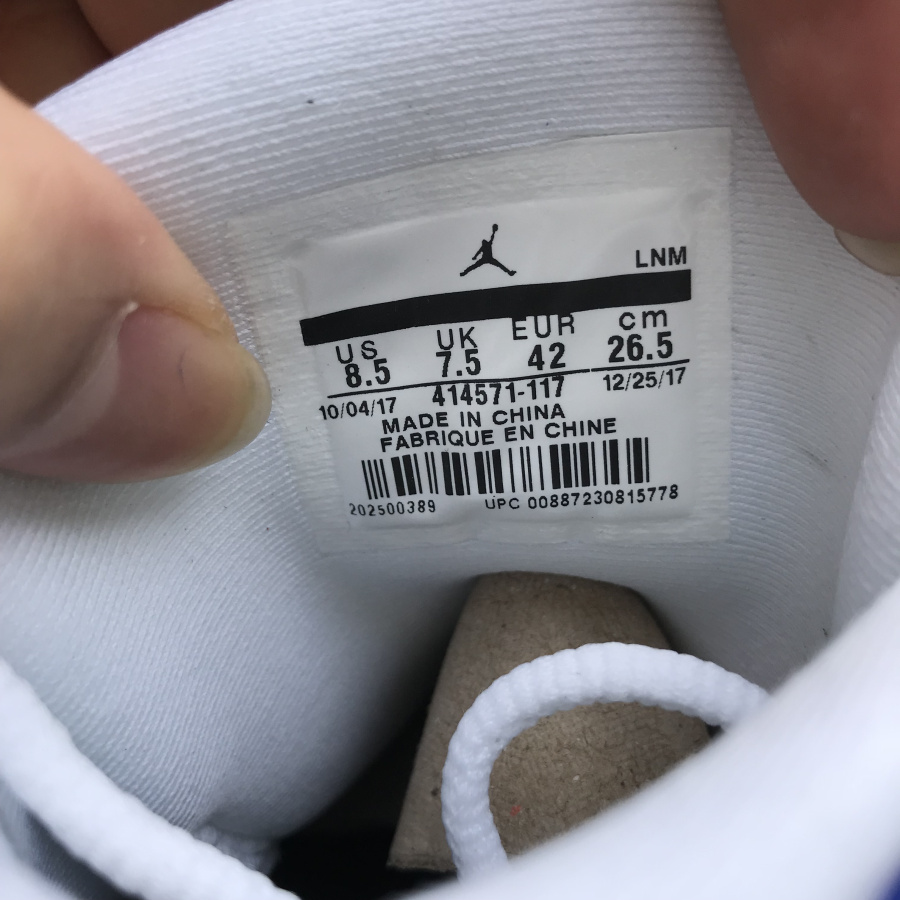 LNM
US UK EUR cm
8.5 7.5 42 26.5
10/04/17 414571-117 12/25/17
MADE IN CHINA
FABRIQUE EN CHINE
202500389 UPC 00887230815778